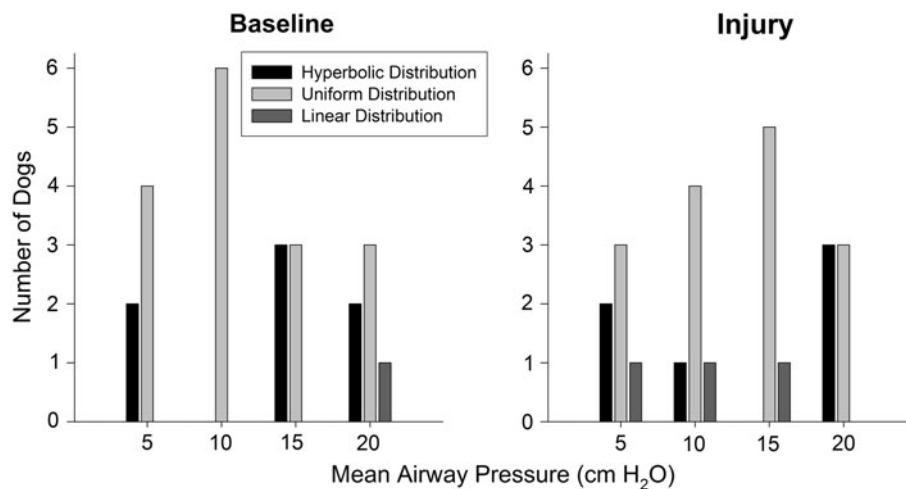 Baseline
Injury
Hyperbolic Distribution
Uniform Distribution
Linear Distribution
Number of Dogs
6
5
4
3
2
1
0
5 10 15 20
6
5
4
3
2
1
0
5 10 15 20
Mean Airway Pressure (cm H₂O)